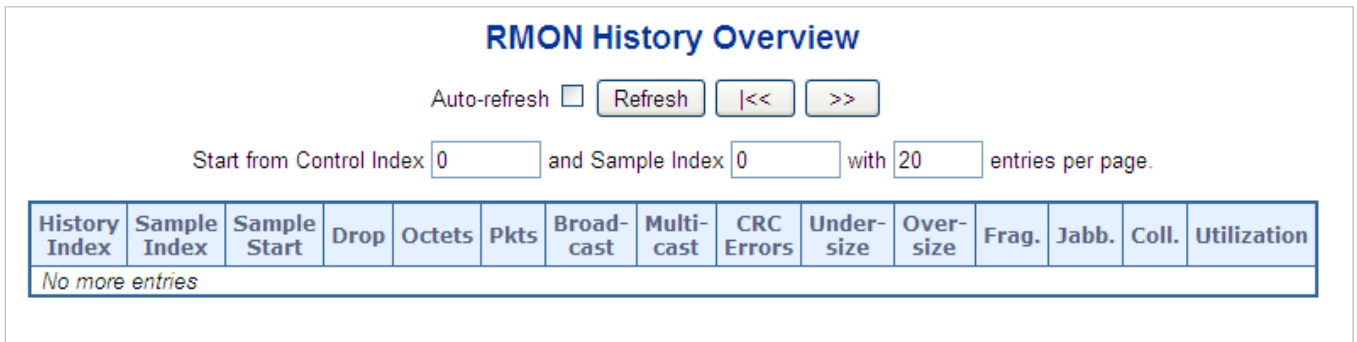 RMON History Overview
Auto-refresh Refresh |<< >>
Start from Control Index 0 and Sample Index 0 with 20 entries per page.
History Index Sample Index Sample Start Drop Octets Pkts Broad-cast Multi-cast CRC Errors Under-size Over-size Frag. Jabb. Coll. Utilization
No more entries